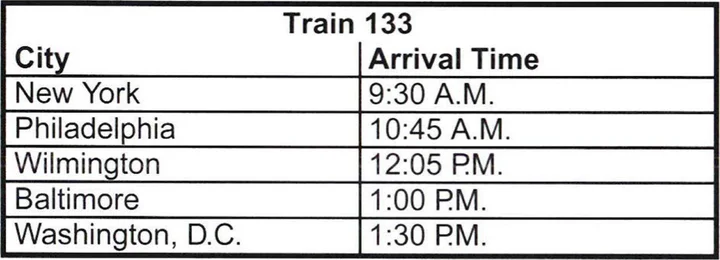 Train 133
City Arrival Time
New York 9:30 A.M.
Philadelphia 10:45 A.M.
Wilmington 12:05 P.M.
Baltimore 1:00 P.M.
Washington, D.C. 1:30 P.M.